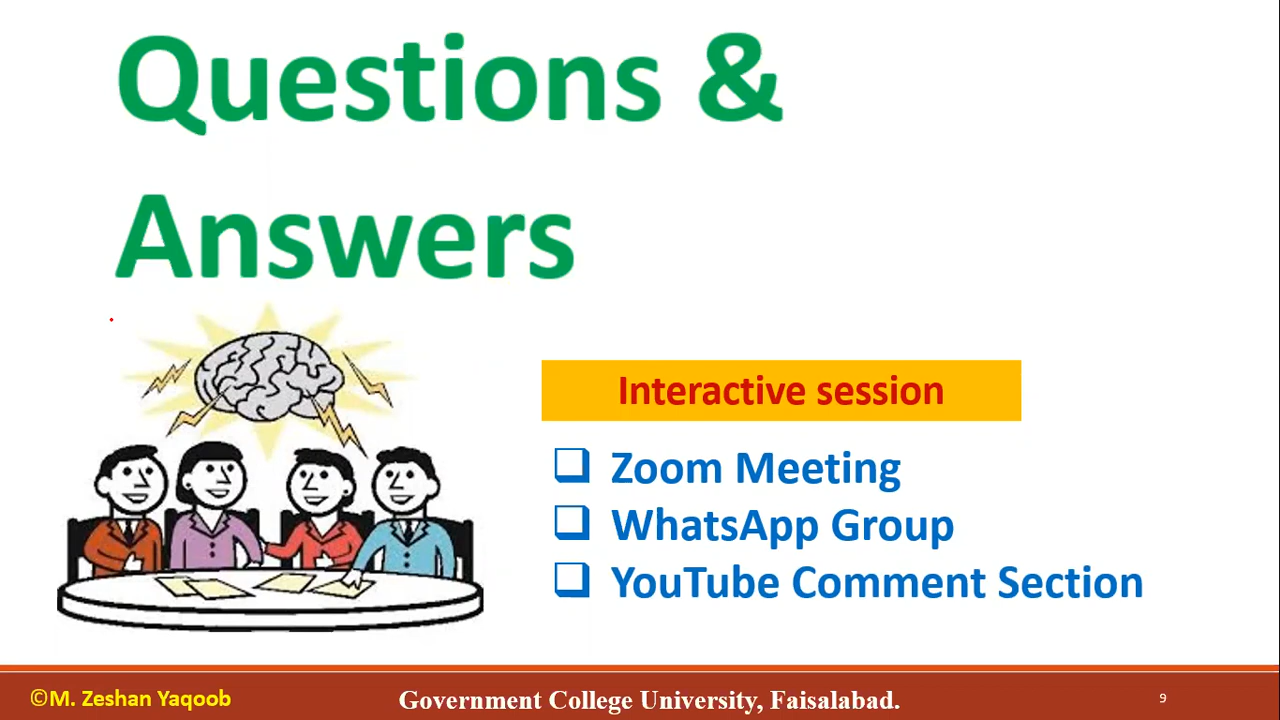 Questions &
Answers
Interactive session
Zoom Meeting
WhatsApp Group
YouTube Comment Section
©M. Zeshan Yaqoob
Government College University, Faisalabad.
9